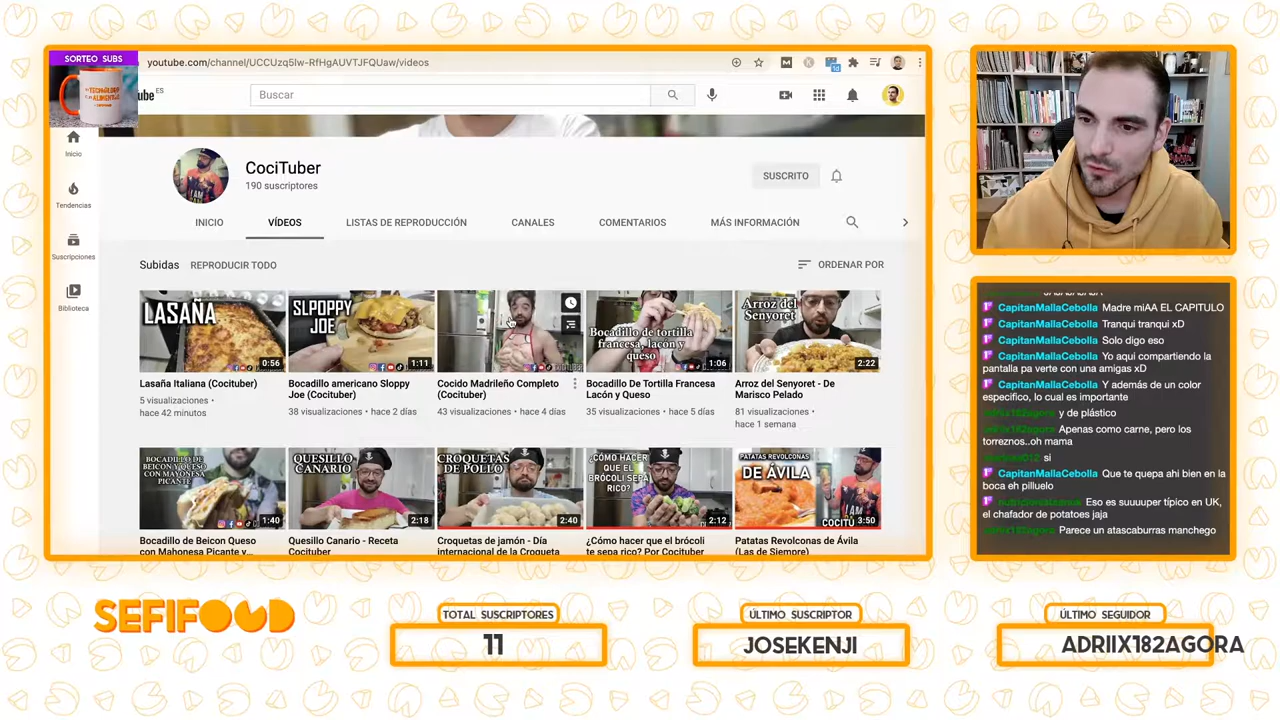 SORTEO SUBS
youtube.com/channel/UCCUzq5Iw-RfHgAUVTJFQUaw/videos
ube ES
Buscar
Inicio
Tendencias
Suscripciones
Biblioteca
CociTuber
190 suscriptores
SUSCRITO
INICIO
VÍDEOS
LISTAS DE REPRODUCCIÓN
CANALES
COMENTARIOS
MÁS INFORMACIÓN
Subidas
REPRODUCIR TODO
ORDENAR POR
LASAÑA
0:56
Lasaña Italiana (Cocituber)
5 visualizaciones ·
hace 42 minutos
SLPOPPY
JOE
1:11
Bocadillo americano Sloppy
Joe (Cocituber)
38 visualizaciones · hace 2 días
Cocido Madrileño Completo
(Cocituber)
43 visualizaciones · hace 4 días
Bocadillo de tortilla
francesa, lacón y
queso
1:06
Bocadillo De Tortilla Francesa
Lacón y Queso
35 visualizaciones · hace 5 días
Arroz del
Senyoret
2:22
Arroz del Senyoret - De
Marisco Pelado
81 visualizaciones ·
hace 1 semana
BOCADILLO DE
BEICON Y QUESO
CON MAYONESA
PICANTE
1:40
Bocadillo de Beicon Queso
con Mahonesa Picante y
QUESILLO
CANARIO
2:18
Quesillo Canario - Receta
Cocituber
CROQUETAS
DE POLLO
2:40
Croquetas de jamón - Día
internacional de la Croqueta
¿CÓMO HACER
QUE EL
BRÓCOLI SEPA
RICO?
2:12
¿Cómo hacer que el brócoli
te sepa rico? Por Cocituber
PATATAS REVOLCONAS
DE ÁVILA
COCITU
3:50
Patatas Revolconas de Ávila
(Las de Siempre)
CapitanMallaCebolla Madre miAA EL CAPITULO
CapitanMallaCebolla Tranqui tranqui xD
CapitanMallaCebolla Solo digo eso
CapitanMallaCebolla Yo aqui compartiendo la
pantalla pa verte con una amigas xD
CapitanMallaCebolla Y además de un color
especifico, lo cual es importante
adriix182agora y de plástico
adriix182agora Apenas como carne, pero los
torreznos..oh mama
si
CapitanMallaCebolla Que te quepa ahi bien en la
boca eh pilluelo
Eso es suuuuper típico en UK,
el chafador de potatoes jaja
adriix182agora Parece un atascaburras manchego
SEFIFOOD
TOTAL SUSCRIPTORES
11
ÚLTIMO SUSCRIPTOR
JOSEKENJI
ÚLTIMO SEGUIDOR
ADRIIX182AGORA